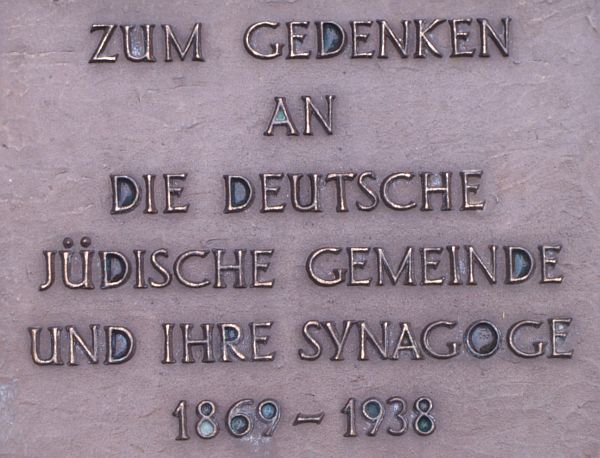 ZUM GEDENKEN
AN
DIE DEUTSCHE
JÜDISCHE GEMEINDE
UND IHRE SYNAGOGE
1869 – 1938